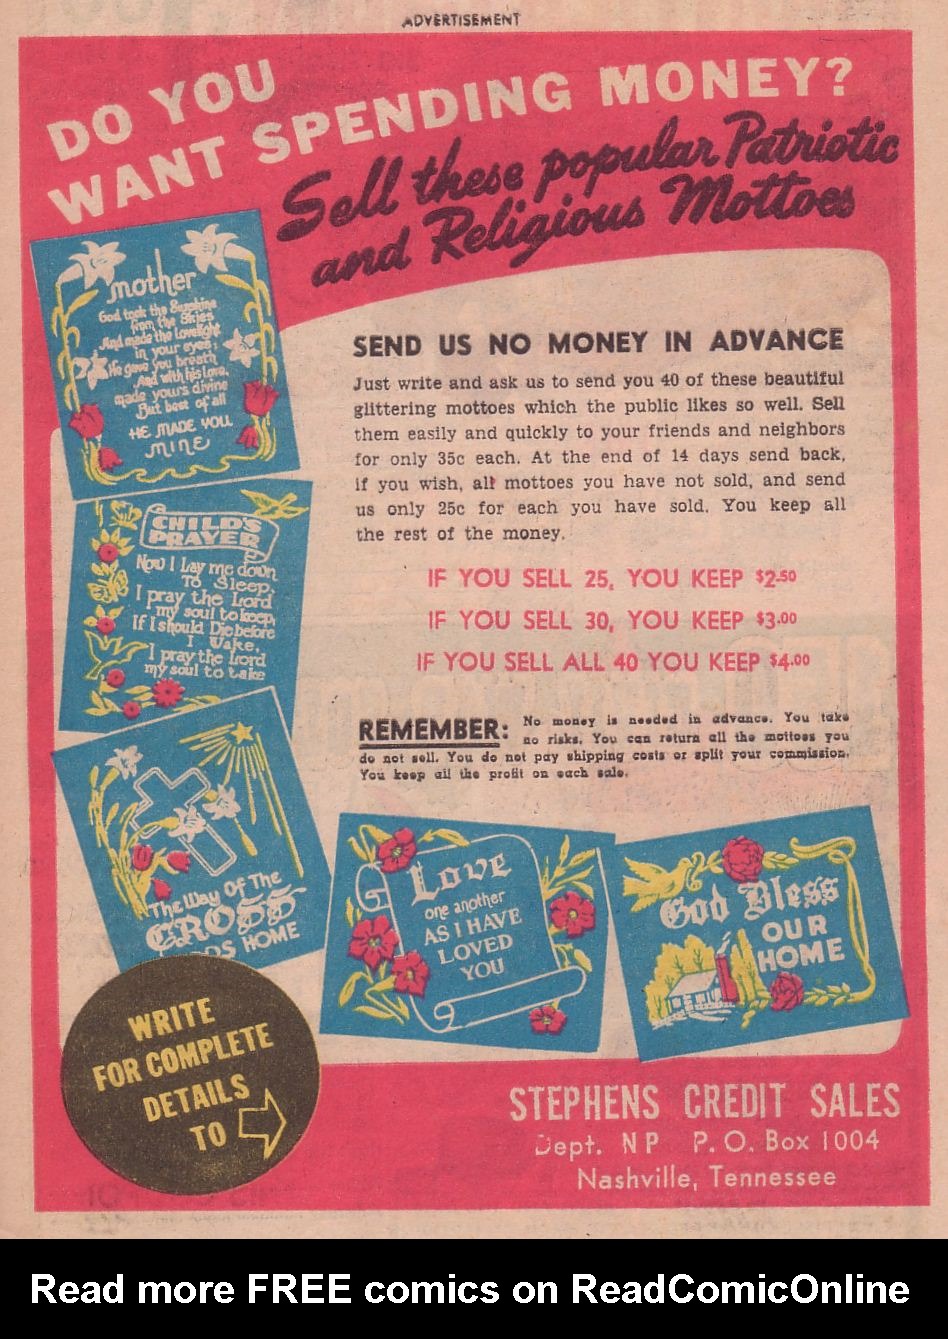 ADVERTISEMENT
DO YOU
WANT SPENDING MONEY?
Sell these popular Patriotic
and Religious Mottoes
mother
God took the Sunshine
from the Skies
And made the Lovelight
in your eyes;
He gave you breath
And with his Love,
made yours divine
But best of all
HE MADE YOU
MINE
CHILD'S
PRAYER
Now I Lay me down
To Sleep,
I pray the Lord
my soul to keep,
If I should Die before
I Wake,
I pray the Lord
my soul to take
The Way Of The
CROSS
DS HOME
SEND US NO MONEY IN ADVANCE
Just write and ask us to send you 40 of these beautiful
glittering mottoes which the public likes so well. Sell
them easily and quickly to your friends and neighbors
for only 35c each. At the end of 14 days send back,
if you wish, all mottoes you have not sold, and send
us only 25c for each you have sold. You keep all
the rest of the money.
IF YOU SELL 25, YOU KEEP $2.50
IF YOU SELL 30, YOU KEEP $3.00
IF YOU SELL ALL 40 YOU KEEP $4.00
REMEMBER: No money is needed in advance. You take
no risks. You can return all the mottoes you
do not sell. You do not pay shipping costs or split your commission.
You keep all the profit on each sale.
Love
one another
AS I HAVE
LOVED
YOU
God Bless
OUR
HOME
WRITE
FOR COMPLETE
DETAILS
TO
STEPHENS CREDIT SALES
Dept. NP P. O. Box 1004
Nashville, Tennessee
Read more FREE comics on ReadComicOnline